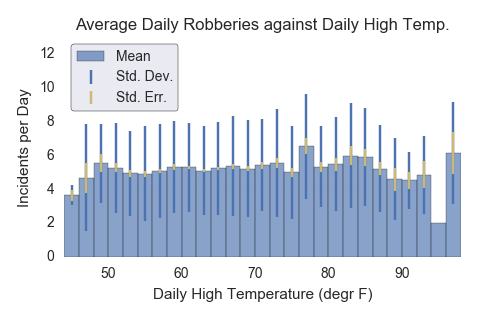 Average Daily Robberies against Daily High Temp.
12
10
8
6
4
2
0
Incidents per Day
Mean
Std. Dev.
Std. Err.
50
60
70
80
90
Daily High Temperature (degr F)